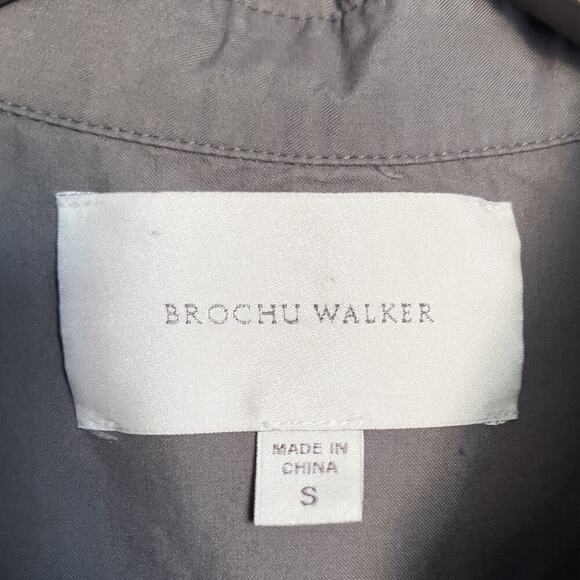 BROCHU WALKER
MADE IN
CHINA
S